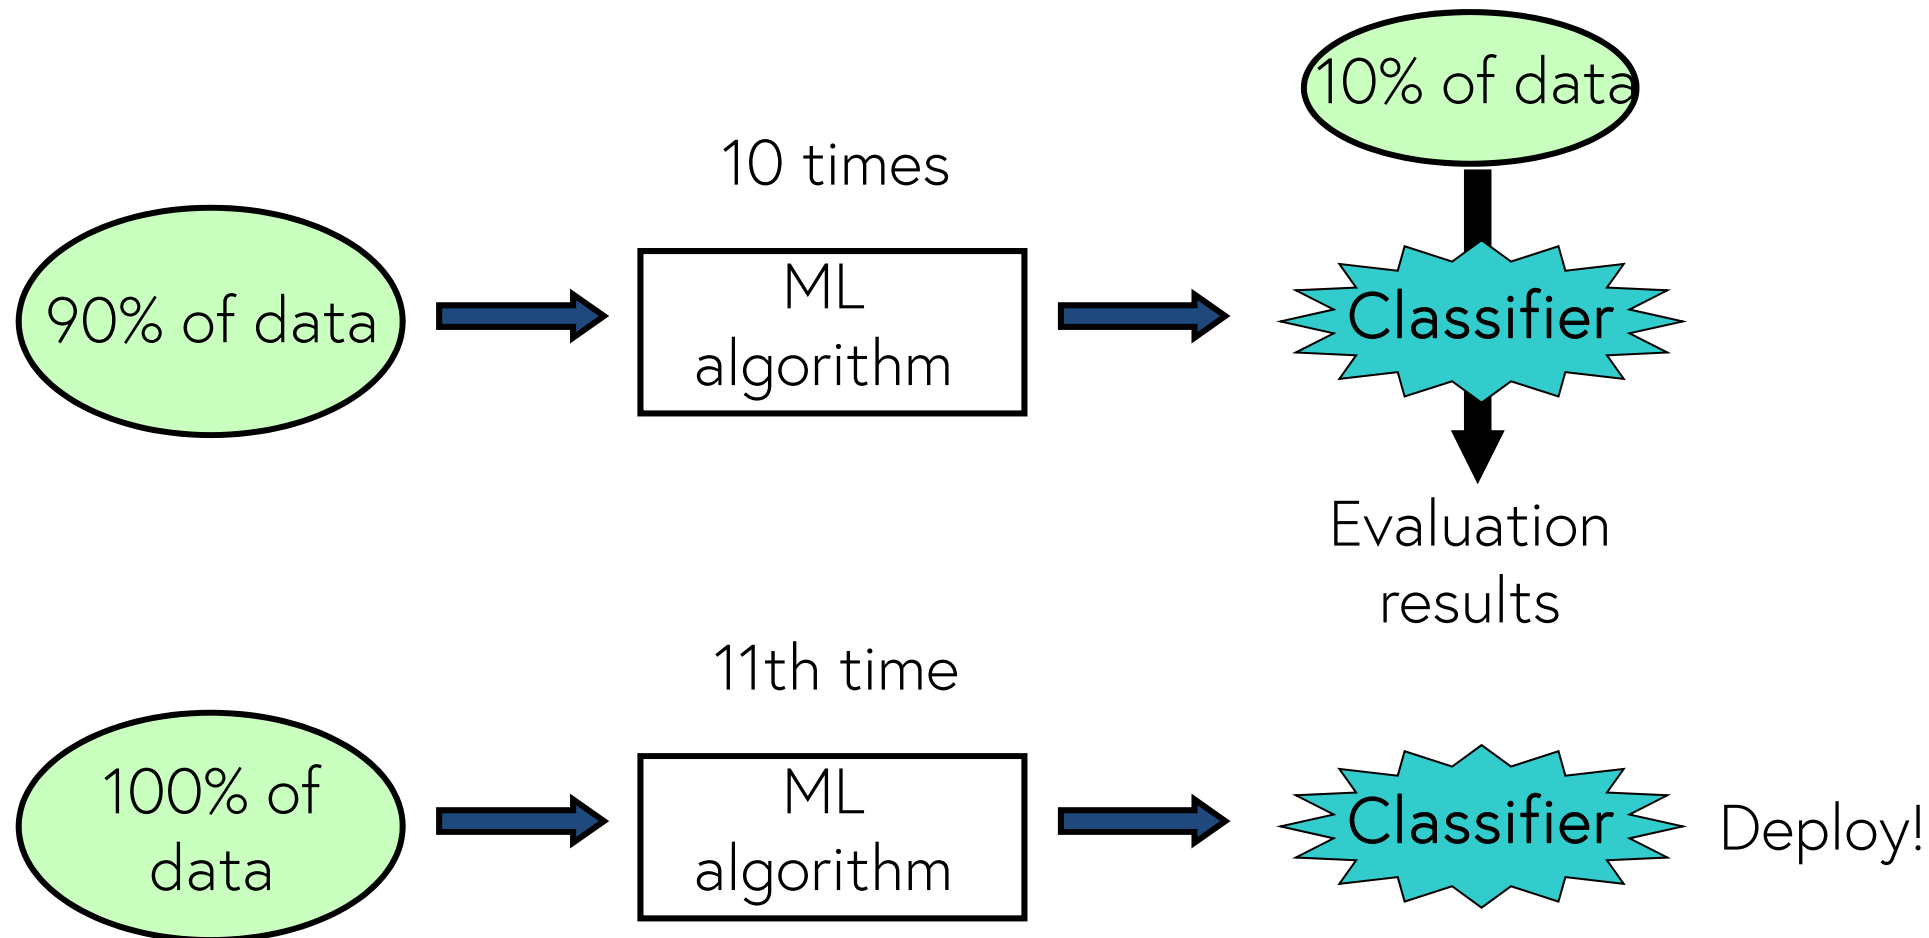 10% of data
10 times
90% of data
ML
algorithm
Classifier
Evaluation
results
11th time
100% of
data
ML
algorithm
Classifier
Deploy!